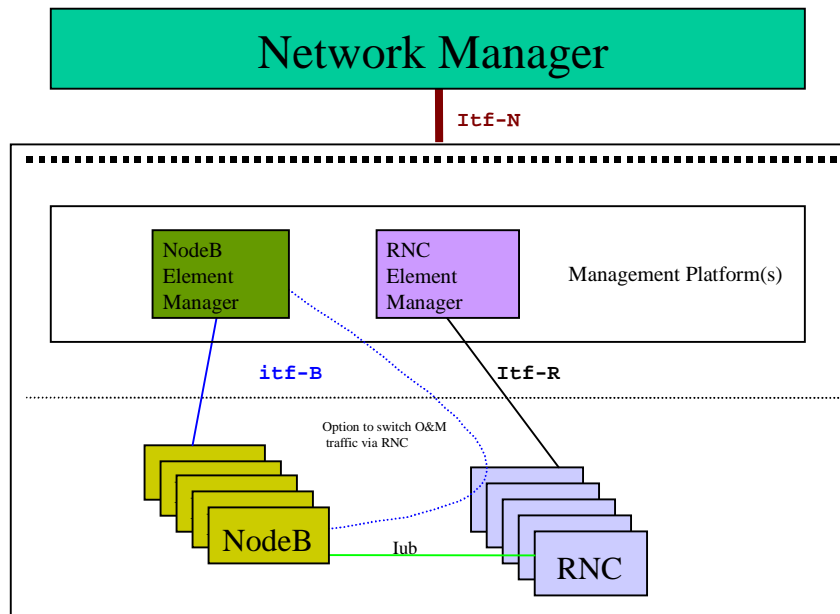 Network Manager
Itf-N
NodeB
Element
Manager
RNC
Element
Manager
Management Platform(s)
itf-B
Itf-R
Option to switch O&M
traffic via RNC
NodeB
Iub
RNC